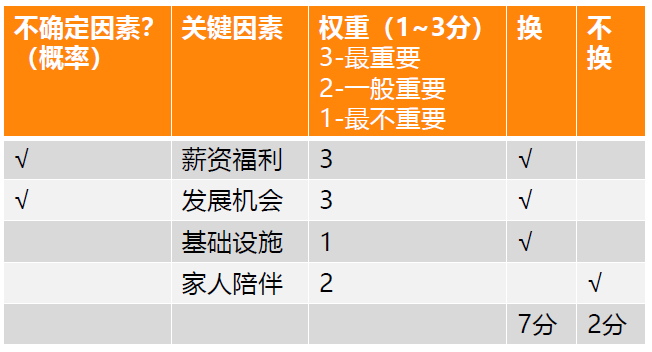 不确定因素？（概率） 关键因素 权重（1~3分） 换 不换
3-最重要
2-一般重要
1-最不重要
√ 薪资福利 3 √
√ 发展机会 3 √
基础设施 1 √
家人陪伴 2 √
7分 2分